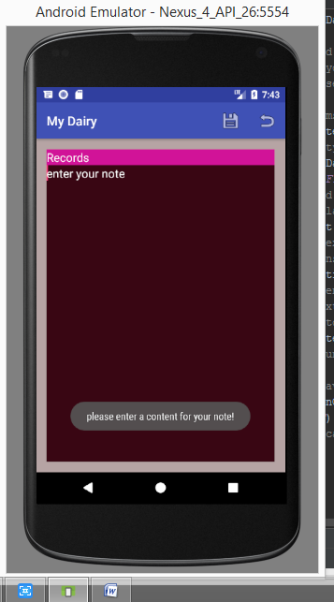 Android Emulator - Nexus_4_API_26:5554
7:43
My Dairy
Records
enter your note
please enter a content for your note!